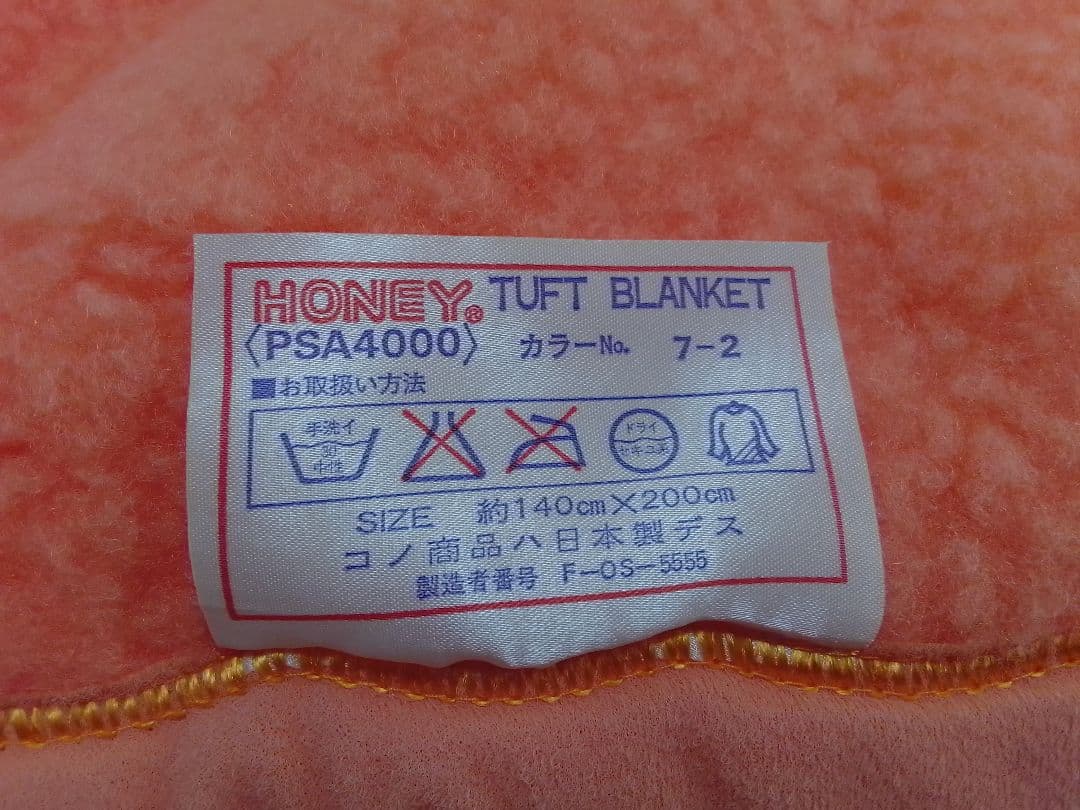 HONEY® TUFT BLANKET
〈PSA4000〉 カラーNo. 7-2
■お取扱い方法
手洗イ
30
中性
ドライ
セキユ系
SIZE 約140cm×200cm
コノ商品ハ日本製デス
製造者番号 F-OS-5555